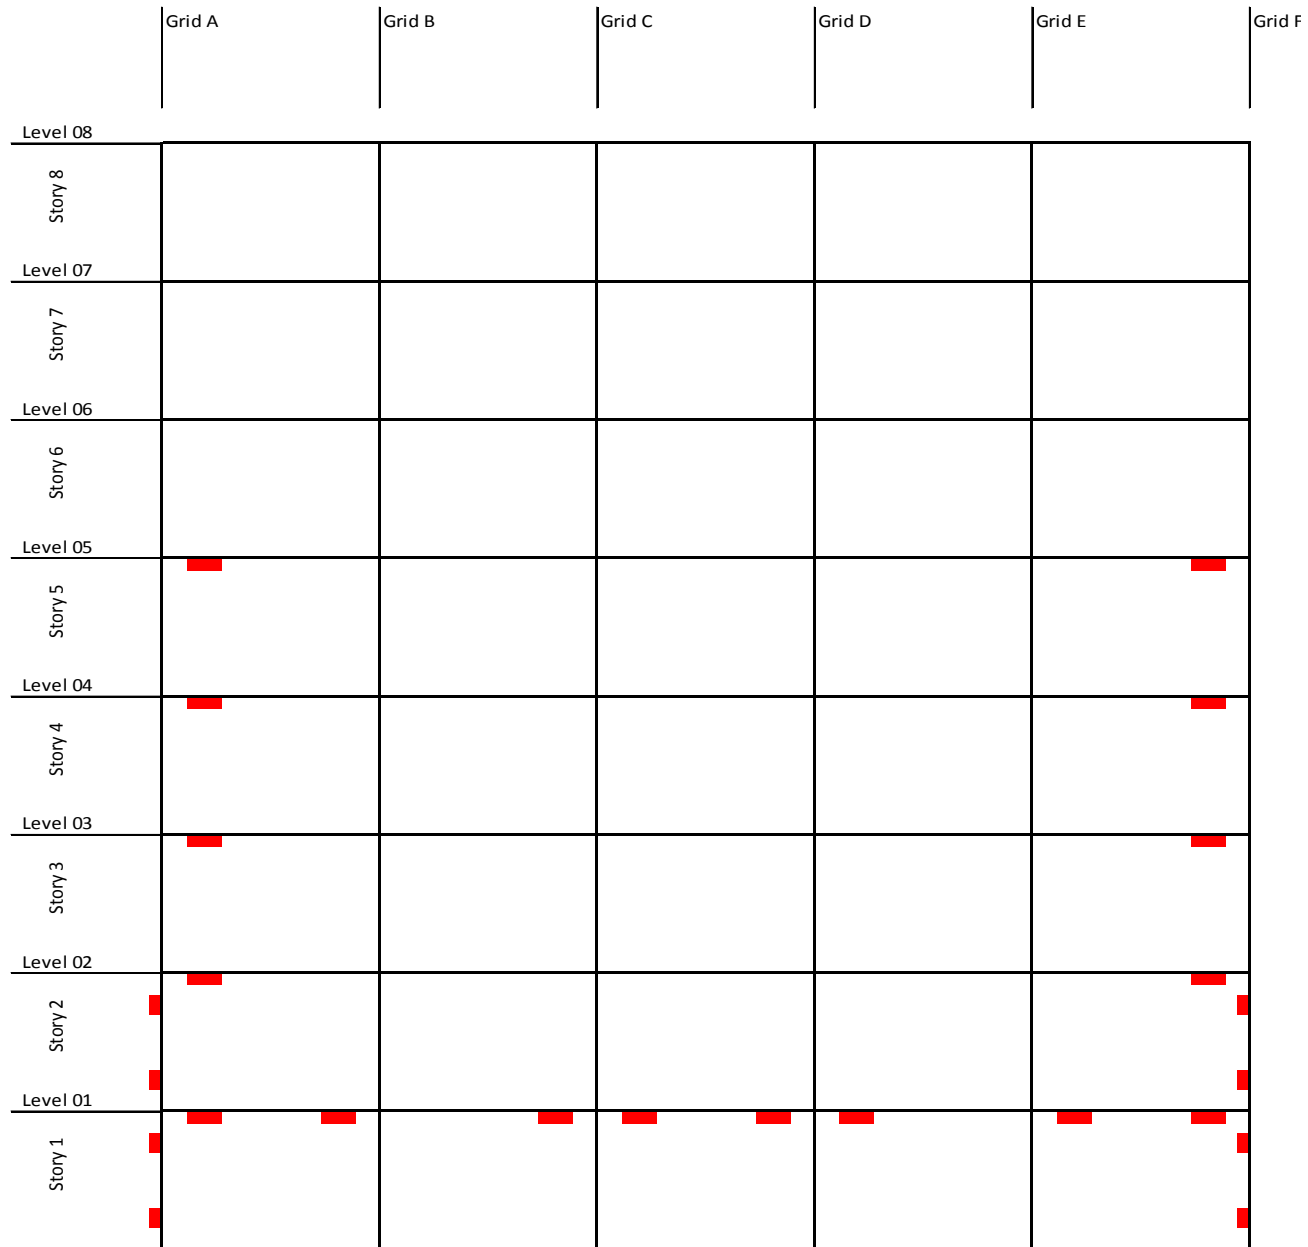 Grid A
Grid B
Grid C
Grid D
Grid E
Grid F
Level 08
Story 8
Level 07
Story 7
Level 06
Story 6
Level 05
Story 5
Level 04
Story 4
Level 03
Story 3
Level 02
Story 2
Level 01
Story 1